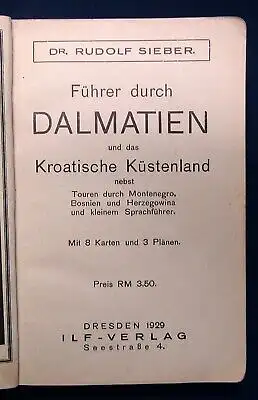 DR. RUDOLF SIEBER.
Führer durch
DALMATIEN
und das
Kroatische Küstenland
nebst
Touren durch Montenegro,
Bosnien und Herzegowina
und kleinem Sprachführer.
Mit 8 Karten und 3 Plänen.
Preis RM 3.50.
DRESDEN 1929
ILF-VERLAG
Seestraße 4.